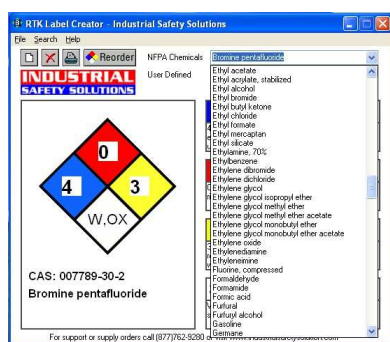 RTK Label Creator - Industrial Safety Solutions
File Search Help
Reorder
NFPA Chemicals
Bromine pentafluoride
User Defined
INDUSTRIAL
SAFETY SOLUTIONS
0
4
3
W,OX
CAS: 007789-30-2
Bromine pentafluoride
Ethyl acetate
Ethyl acrylate, stabilized
Ethyl alcohol
Ethyl bromide
Ethyl butyl ketone
Ethyl chloride
Ethyl formate
Ethyl mercaptan
Ethyl silicate
Ethylamine, 70%
Ethylbenzene
Ethylene dibromide
Ethylene dichloride
Ethylene glycol
Ethylene glycol isopropyl ether
Ethylene glycol methyl ether
Ethylene glycol methyl ether acetate
Ethylene glycol monobutyl ether
Ethylene glycol monobutyl ether acetate
Ethylene oxide
Ethylenediamine
Ethyleneimine
Fluorine, compressed
Formaldehyde
Formamide
Formic acid
Furfural
Furfuryl alcohol
Gasoline
Germane
For support or supply orders call (877)762-9280